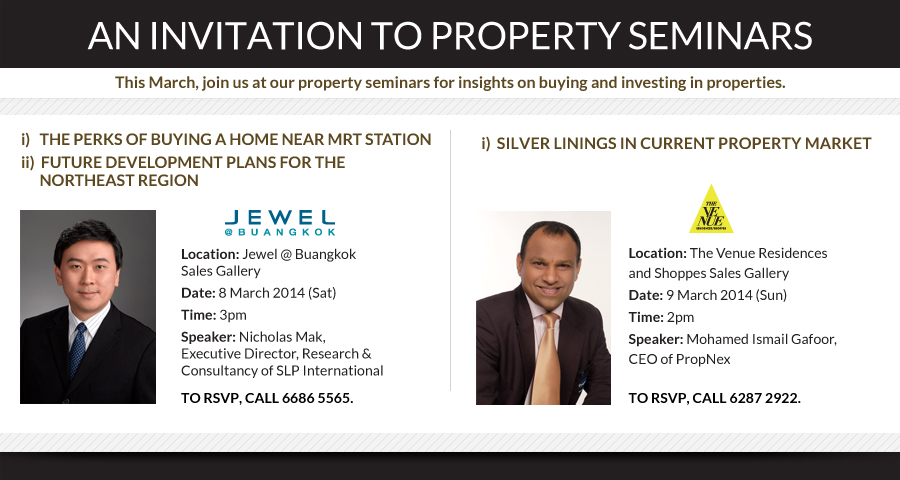 AN INVITATION TO PROPERTY SEMINARS
This March, join us at our property seminars for insights on buying and investing in properties.
i) THE PERKS OF BUYING A HOME NEAR MRT STATION
ii) FUTURE DEVELOPMENT PLANS FOR THE
NORTHEAST REGION
JEWEL
@BUANGKOK
Location: Jewel @ Buangkok
Sales Gallery
Date: 8 March 2014 (Sat)
Time: 3pm
Speaker: Nicholas Mak,
Executive Director, Research &
Consultancy of SLP International
TO RSVP, CALL 6686 5565.
i) SILVER LININGS IN CURRENT PROPERTY MARKET
THE
VE
NUE
Location: The Venue Residences
and Shoppes Sales Gallery
Date: 9 March 2014 (Sun)
Time: 2pm
Speaker: Mohamed Ismail Gafoor,
CEO of PropNex
TO RSVP, CALL 6287 2922.